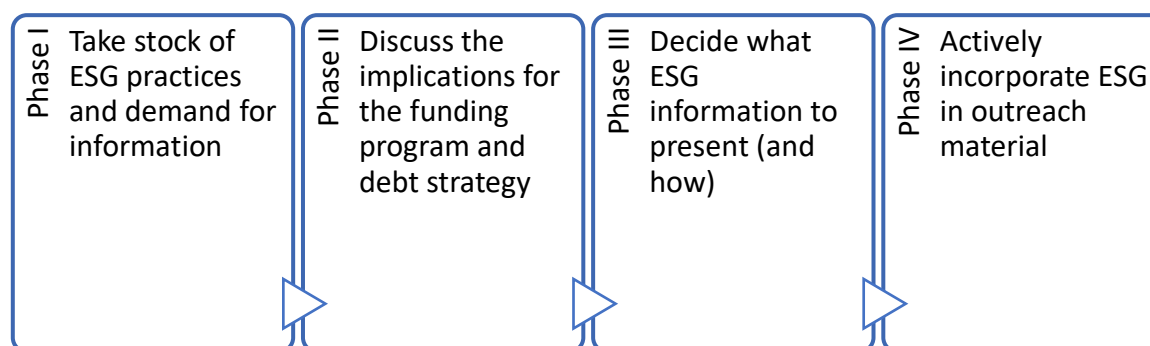 Phase I
Take stock of
ESG practices
and demand for
information
Phase II
Discuss the
implications for
the funding
program and
debt strategy
Phase III
Decide what
ESG
information to
present (and
how)
Phase IV
Actively
incorporate ESG
in outreach
material